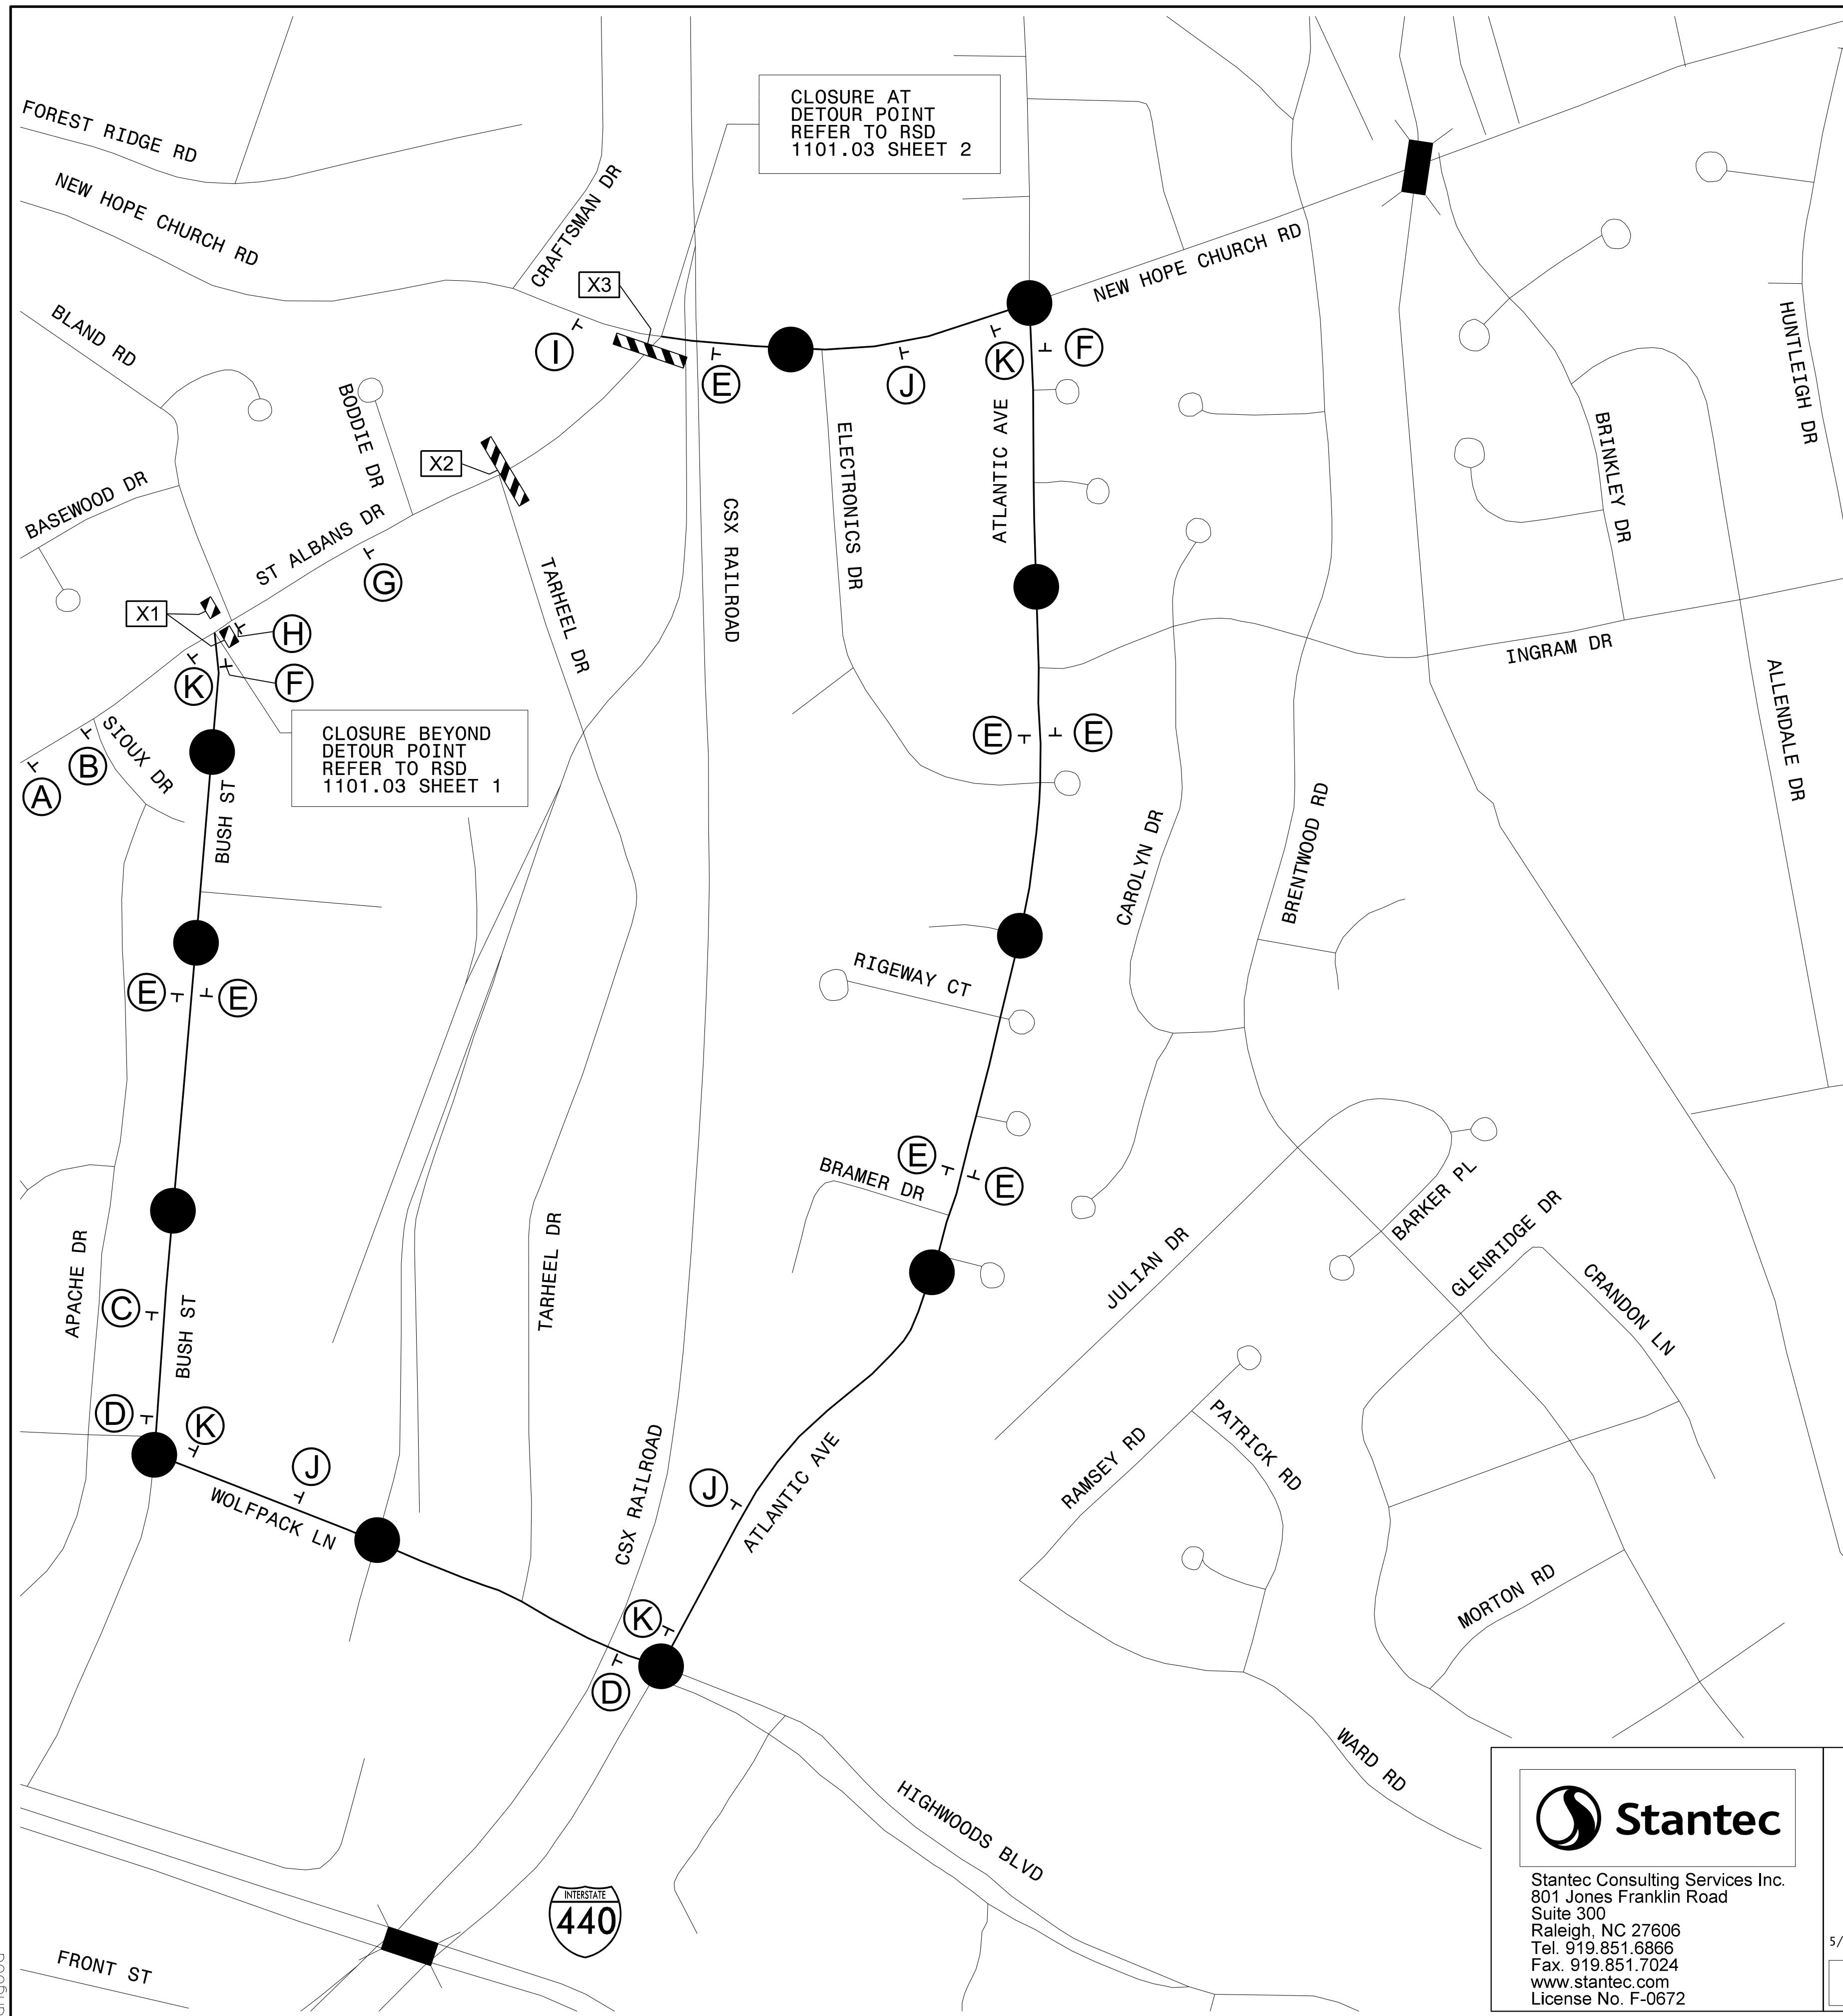 CLOSURE AT
DETOUR POINT
REFER TO RSD
1101.03 SHEET 2
FOREST RIDGE RD
NEW HOPE CHURCH RD
CRAFTSMAN DR
NEW HOPE CHURCH RD
X3
BLAND RD
HUNTLEIGH DR
I
E
J
K
F
BODDIE DR
X2
ATLANTIC AVE
ELECTRONICS DR
BRINKLEY DR
BASEWOOD DR
ST ALBANS DR
CSX RAILROAD
G
TARHEEL DR
X1
H
INGRAM DR
K
F
ALLENDALE DR
SIOUX DR
B
A
CLOSURE BEYOND
DETOUR POINT
REFER TO RSD
1101.03 SHEET 1
E
E
BUSH ST
CAROLYN DR
BRENTWOOD RD
RIGEWAY CT
E
E
BRAMER DR
E
E
BARKER PL
GLENRIDGE DR
JULIAN DR
CRANDON LN
APACHE DR
C
BUSH ST
TARHEEL DR
D
K
J
WOLFPACK LN
CSX RAILROAD
J
ATLANTIC AVE
RAMSEY RD
PATRICK RD
MORTON RD
K
D
WARD RD
HIGHWOODS BLVD
INTERSTATE
440
FRONT ST
Stantec
Stantec Consulting Services Inc.
801 Jones Franklin Road
Suite 300
Raleigh, NC 27606
Tel. 919.851.6866
Fax. 919.851.7024
www.stantec.com
License No. F-0672
5/